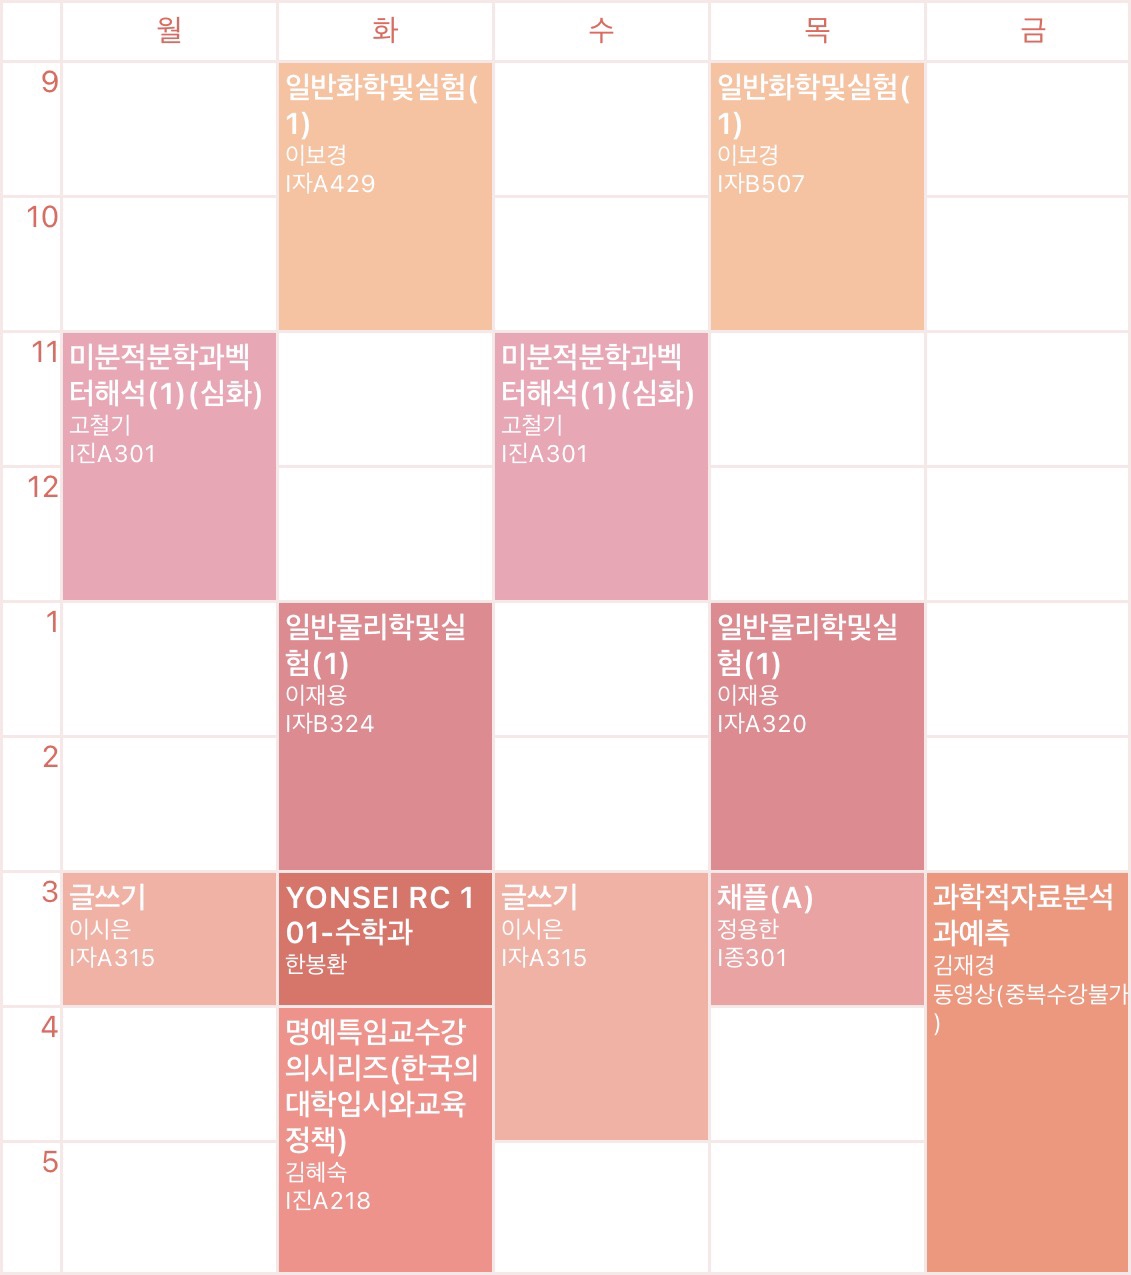 월 화 수 목 금
9
일반화학및실험(
1)
이보경
I자A429
일반화학및실험(
1)
이보경
I자B507
10
11
미분적분학과벡
터해석(1)(심화)
고철기
I진A301
미분적분학과벡
터해석(1)(심화)
고철기
I진A301
12
1
일반물리학및실
험(1)
이재용
I자B324
일반물리학및실
험(1)
이재용
I자A320
2
3
글쓰기
이시은
I자A315
YONSEI RC 1
01-수학과
한봉환
글쓰기
이시은
I자A315
채플(A)
정용한
I종301
과학적자료분석
과예측
김재경
동영상(중복수강불가
)
4
명예특임교수강
의시리즈(한국의
대학입시와교육
정책)
김혜숙
I진A218
5